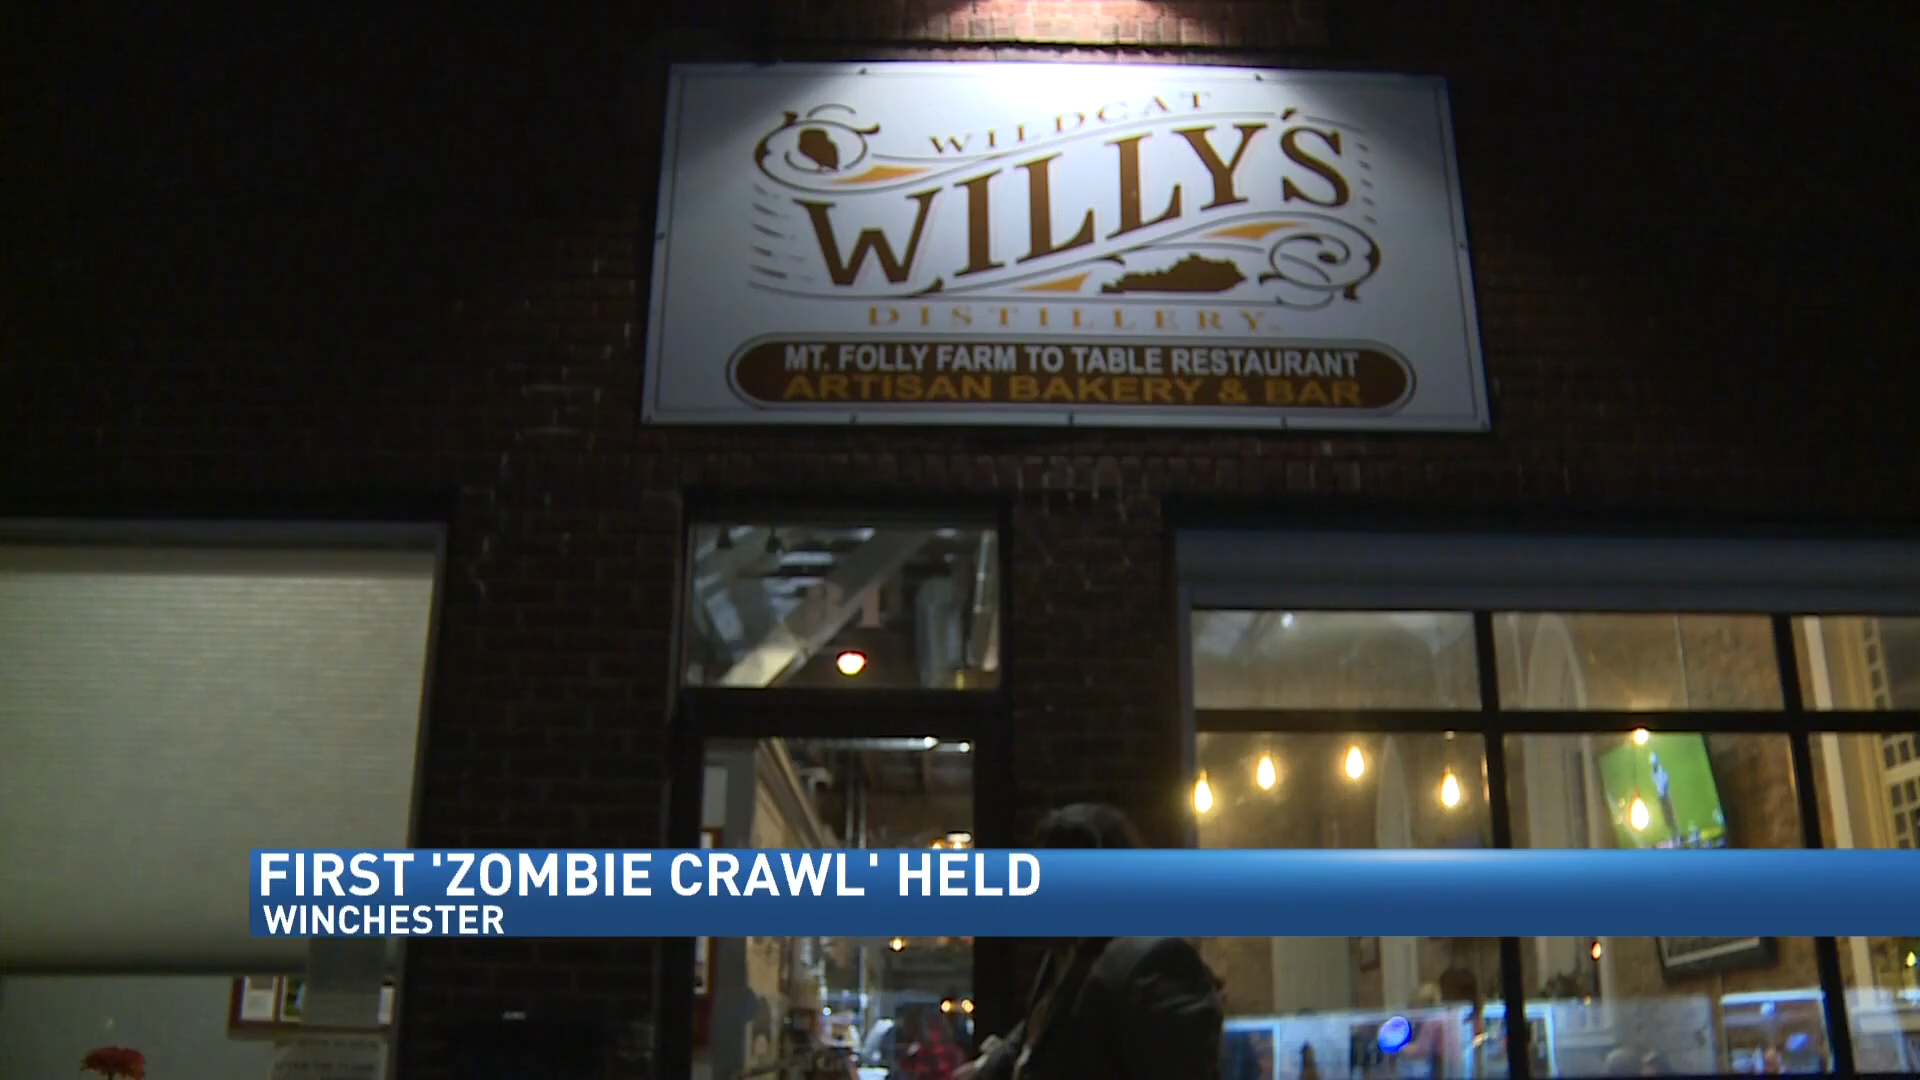 WILDCAT
WILLY'S
DISTILLERY
MT. FOLLY FARM TO TABLE RESTAURANT
ARTISAN BAKERY & BAR
FIRST 'ZOMBIE CRAWL' HELD
WINCHESTER